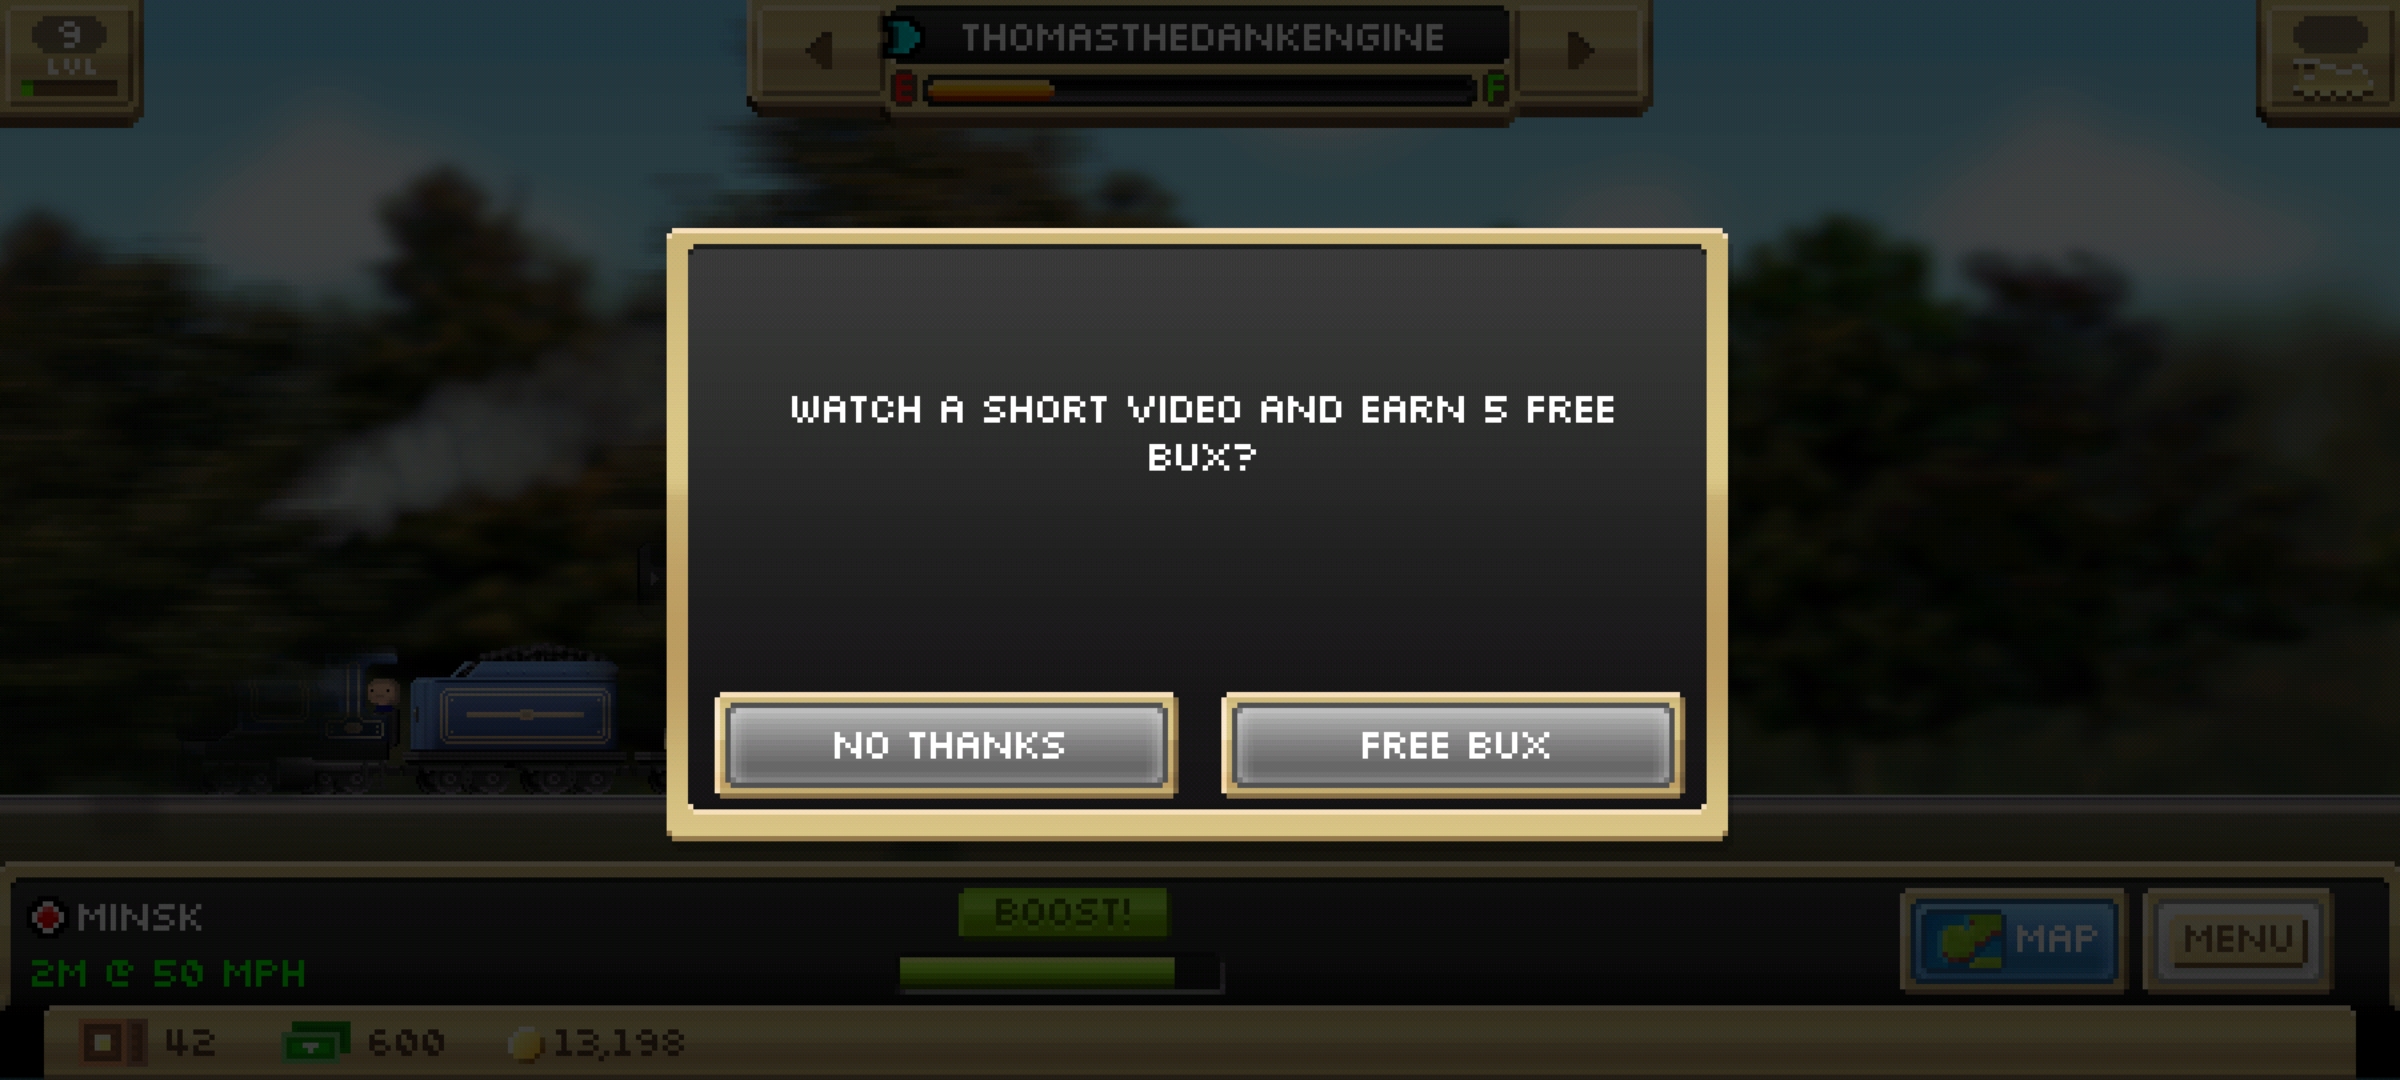 9
LVL
THOMASTHEDANKENGINE
E F
WATCH A SHORT VIDEO AND EARN 5 FREE
BUX?
NO THANKS FREE BUX
MINSK
2M @ 50 MPH
BOOST!
MAP MENU
42 600 13,198